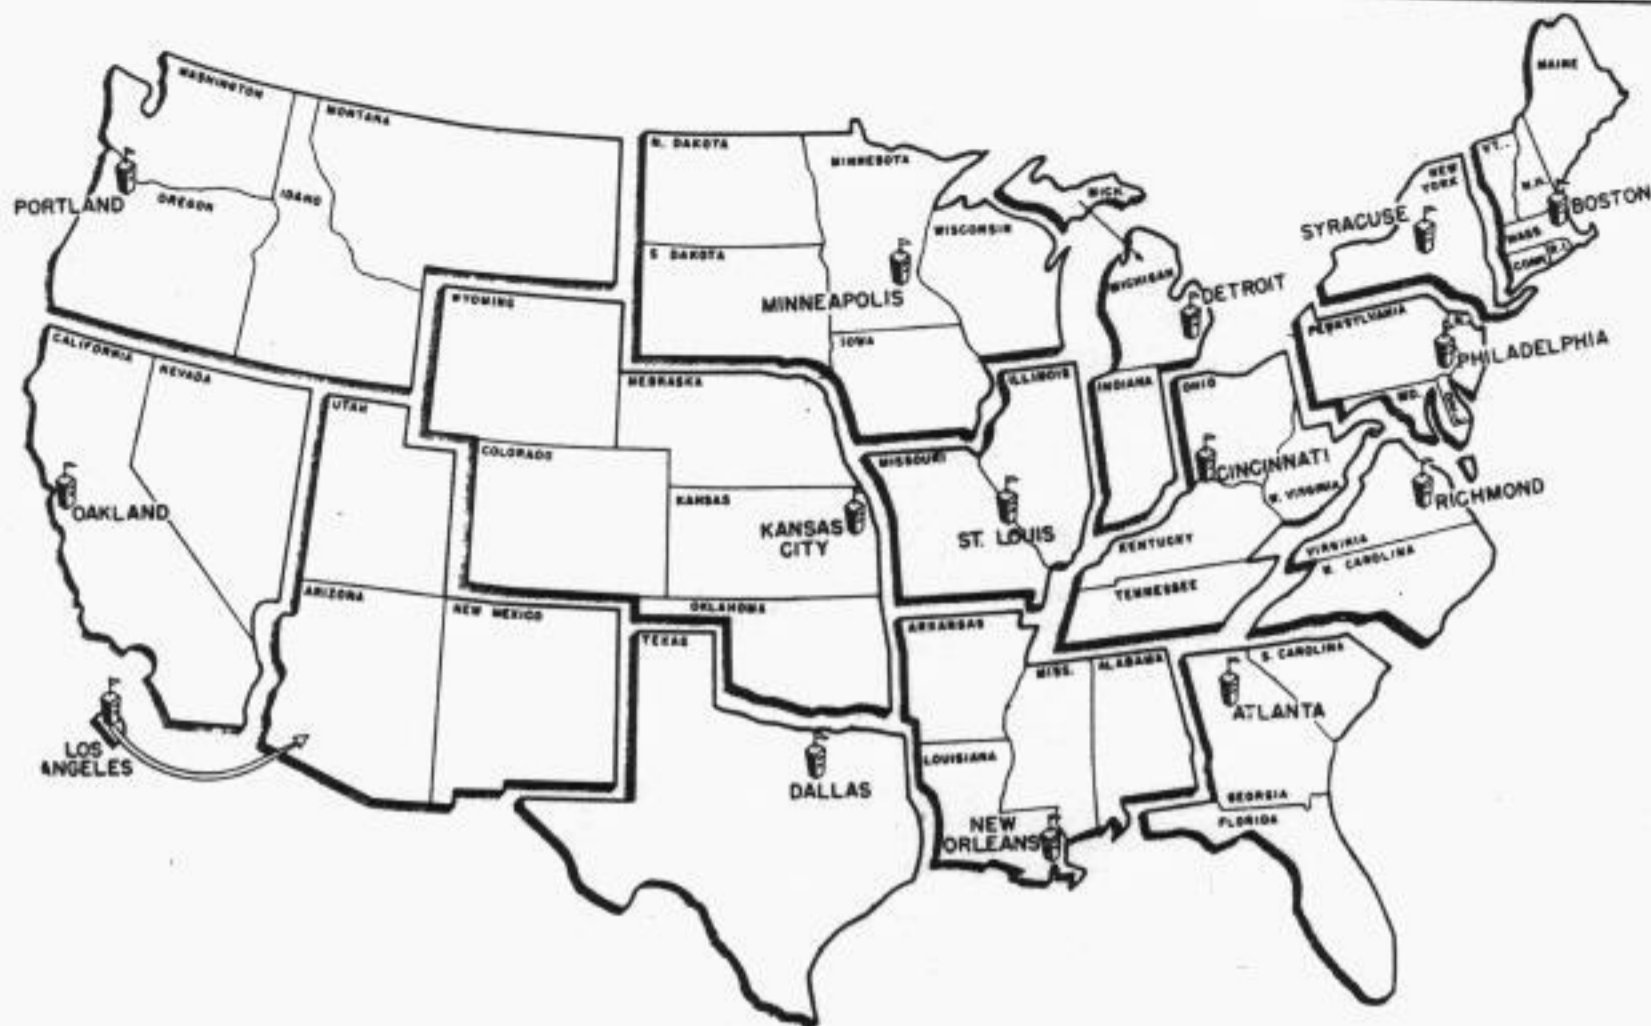 MAINE
WASHINGTON
MONTANA
N. DAKOTA
MINNESOTA
VT.
NEW
YORK
N.H.
BOSTON
PORTLAND
OREGON
IDAHO
MICH.
WISCONSIN
SYRACUSE
MASS.
CONN.
R.I.
S. DAKOTA
MINNEAPOLIS
MICHIGAN
DETROIT
WYOMING
IOWA
PENNSYLVANIA
N.J.
PHILADELPHIA
CALIFORNIA
NEVADA
NEBRASKA
ILLINOIS
INDIANA
OHIO
MD.
DEL.
UTAH
COLORADO
MISSOURI
CINCINNATI
W. VIRGINIA
RICHMOND
OAKLAND
KANSAS
KANSAS
CITY
ST. LOUIS
KENTUCKY
VIRGINIA
N. CAROLINA
ARIZONA
NEW MEXICO
OKLAHOMA
TENNESSEE
TEXAS
ARKANSAS
MISS.
ALABAMA
S. CAROLINA
ATLANTA
LOS
ANGELES
DALLAS
LOUISIANA
GEORGIA
FLORIDA
NEW
ORLEANS